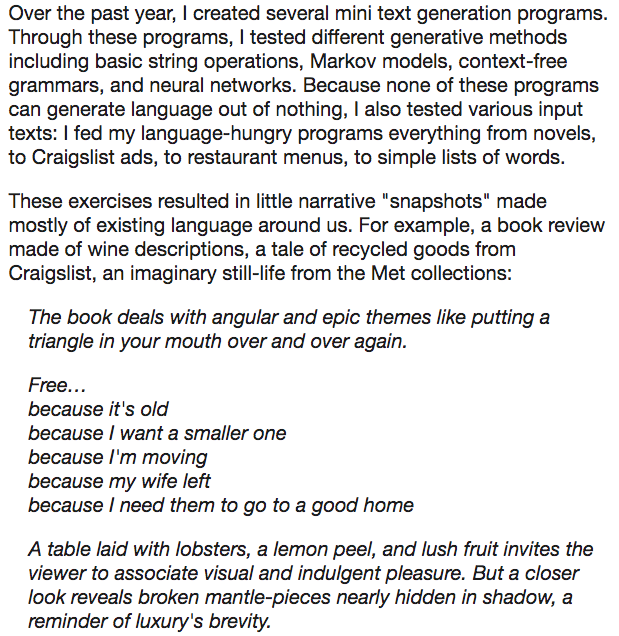 Over the past year, I created several mini text generation programs.
Through these programs, I tested different generative methods
including basic string operations, Markov models, context-free
grammars, and neural networks. Because none of these programs
can generate language out of nothing, I also tested various input
texts: I fed my language-hungry programs everything from novels,
to Craigslist ads, to restaurant menus, to simple lists of words.
These exercises resulted in little narrative "snapshots" made
mostly of existing language around us. For example, a book review
made of wine descriptions, a tale of recycled goods from
Craigslist, an imaginary still-life from the Met collections:
The book deals with angular and epic themes like putting a
triangle in your mouth over and over again.
Free…
because it's old
because I want a smaller one
because I'm moving
because my wife left
because I need them to go to a good home
A table laid with lobsters, a lemon peel, and lush fruit invites the
viewer to associate visual and indulgent pleasure. But a closer
look reveals broken mantle-pieces nearly hidden in shadow, a
reminder of luxury's brevity.